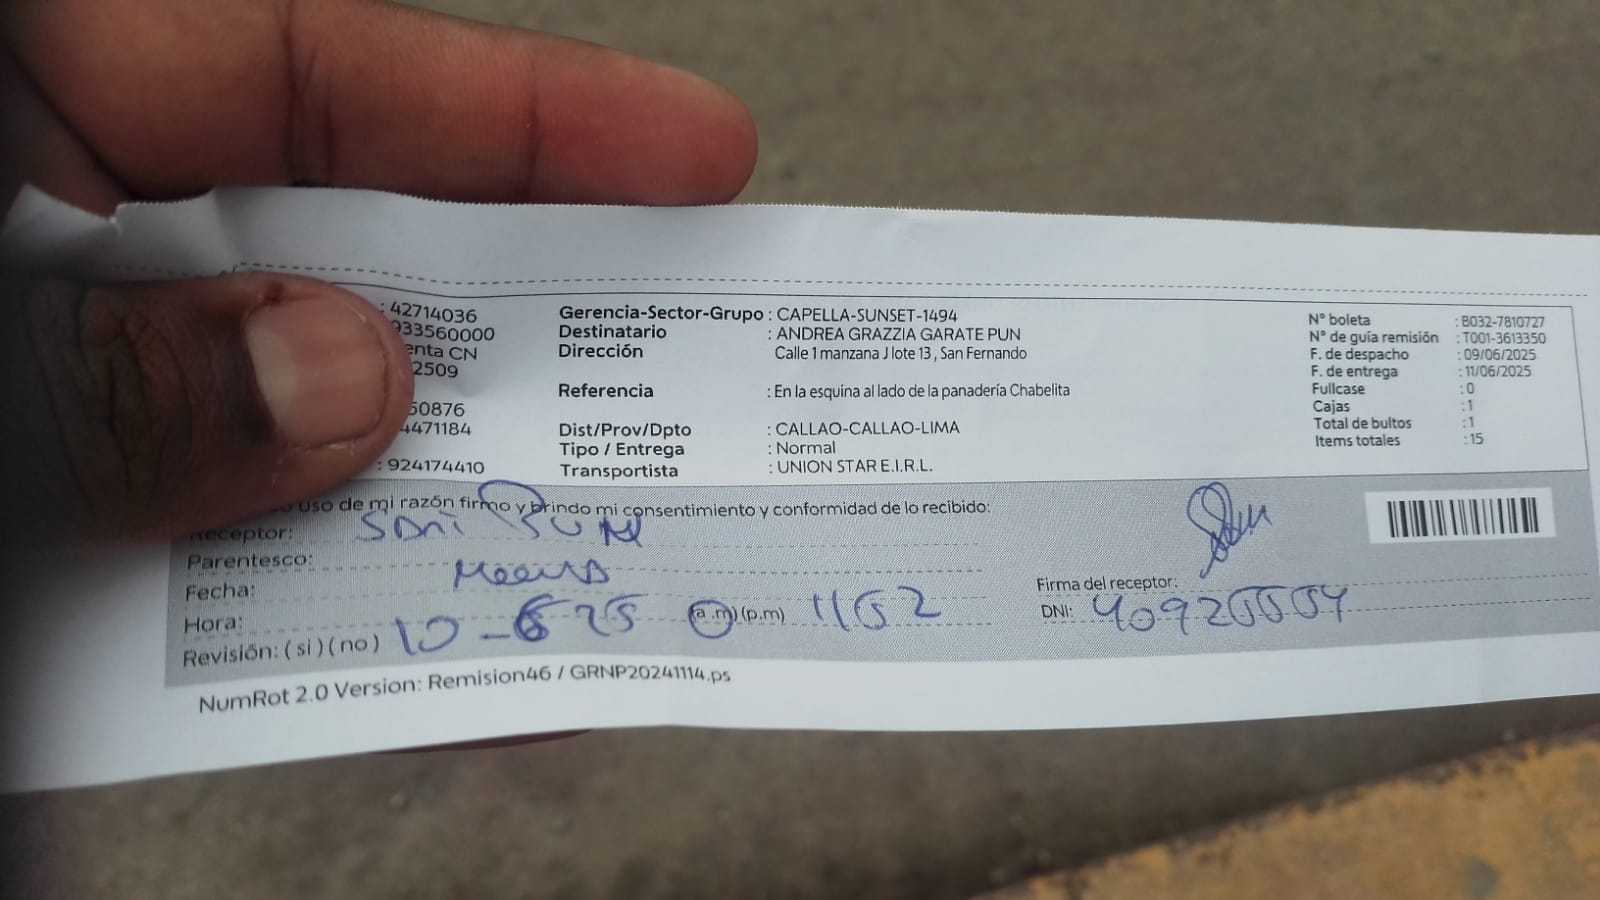 : 42714036
933560000
enta CN
2509
50876
4471184
: 924174410
Gerencia-Sector-Grupo : CAPELLA-SUNSET-1494
Destinatario : ANDREA GRAZZIA GARATE PUN
Dirección Calle 1 manzana J lote 13 , San Fernando
Referencia : En la esquina al lado de la panadería Chabelita
Dist/Prov/Dpto : CALLAO-CALLAO-LIMA
Tipo / Entrega : Normal
Transportista : UNION STAR E.I.R.L.
N° boleta : B032-7810727
N° de guía remisión : T001-3613350
F. de despacho : 09/06/2025
F. de entrega : 11/06/2025
Fullcase : 0
Cajas : 1
Total de bultos : 1
Items totales : 15
uso de mi razón firmo y brindo mi consentimiento y conformidad de lo recibido:
Receptor: PUN
Parentesco:
Fecha:
Hora: (a .m) (p.m) 1152
Revisión: ( si ) ( no ) 10-6-25
Firma del receptor:
DNI:
NumRot 2.0 Version: Remision46 / GRNP20241114.ps